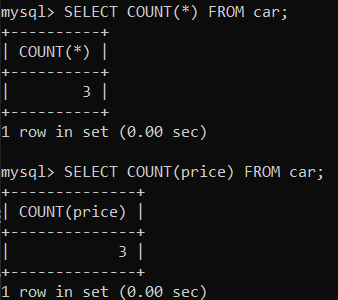 mysql> SELECT COUNT(*) FROM car;
+----------+
| COUNT(*) |
+----------+
|        3 |
+----------+
1 row in set (0.00 sec)

mysql> SELECT COUNT(price) FROM car;
+--------------+
| COUNT(price) |
+--------------+
|            3 |
+--------------+
1 row in set (0.00 sec)